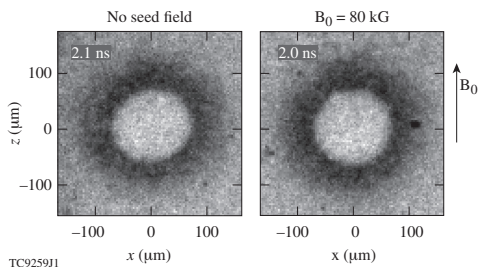 No seed field
B₀ = 80 kG
2.1 ns
2.0 ns
100
0
−100
z (µm)
B₀
−100 0 100
−100 0 100
x (µm)
x (µm)
TC9259J1